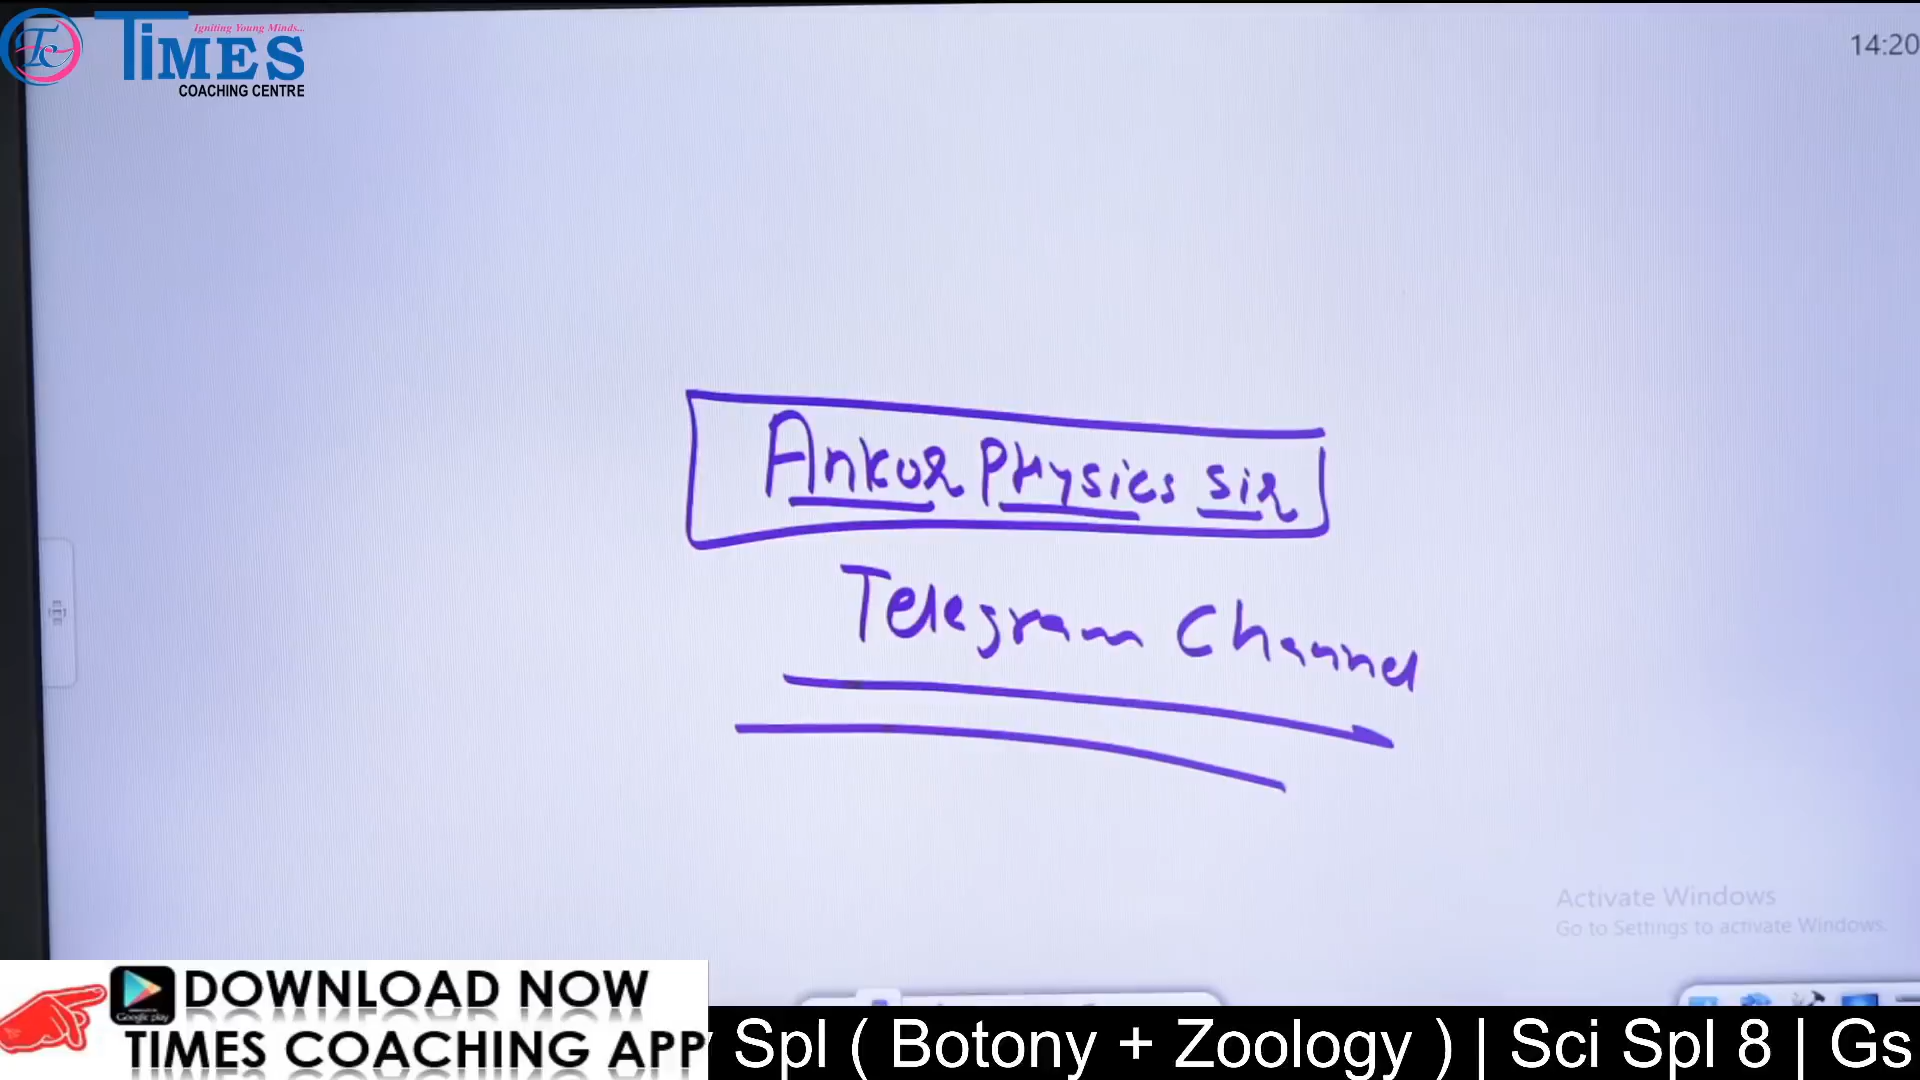 Igniting Young Minds...
TIMES
COACHING CENTRE
14:20
Ankur Physics Sir
Telegram Channel
Activate Windows
Go to Settings to activate Windows.
DOWNLOAD NOW
TIMES COACHING APP
Spl ( Botony + Zoology ) | Sci Spl 8 | Gs